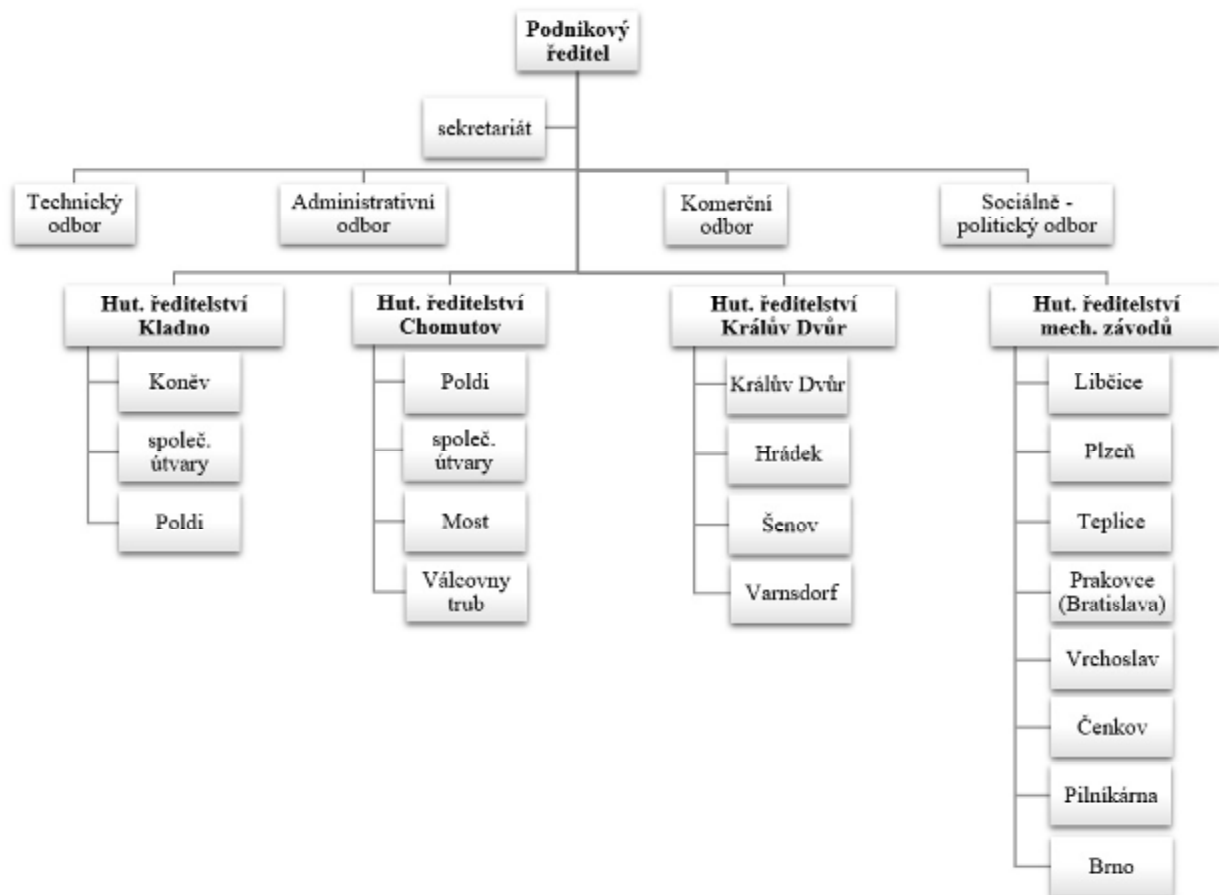 Podnikový
ředitel
sekretariát
Technický
odbor
Administrativní
odbor
Komerční
odbor
Sociálně -
politický odbor
Hut. ředitelství
Kladno
Koněv
společ.
útvary
Poldi
Hut. ředitelství
Chomutov
Poldi
společ.
útvary
Most
Válcovny
trub
Hut. ředitelství
Králův Dvůr
Králův Dvůr
Hrádek
Šenov
Varnsdorf
Hut. ředitelství
mech. závodů
Libčice
Plzeň
Teplice
Prakovce
(Bratislava)
Vrchoslav
Čenkov
Pilníkárna
Brno